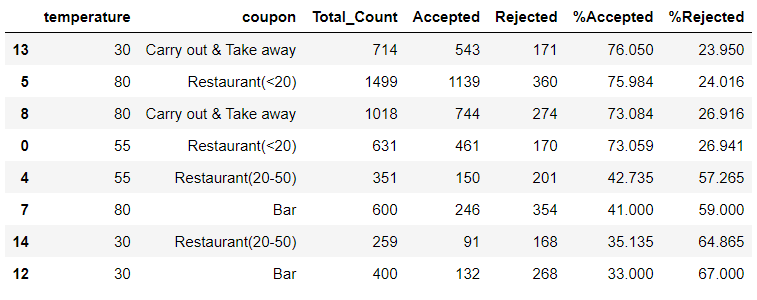 temperature coupon Total_Count Accepted Rejected %Accepted %Rejected
13 30 Carry out & Take away 714 543 171 76.050 23.950
5 80 Restaurant(<20) 1499 1139 360 75.984 24.016
8 80 Carry out & Take away 1018 744 274 73.084 26.916
0 55 Restaurant(<20) 631 461 170 73.059 26.941
4 55 Restaurant(20-50) 351 150 201 42.735 57.265
7 80 Bar 600 246 354 41.000 59.000
14 30 Restaurant(20-50) 259 91 168 35.135 64.865
12 30 Bar 400 132 268 33.000 67.000